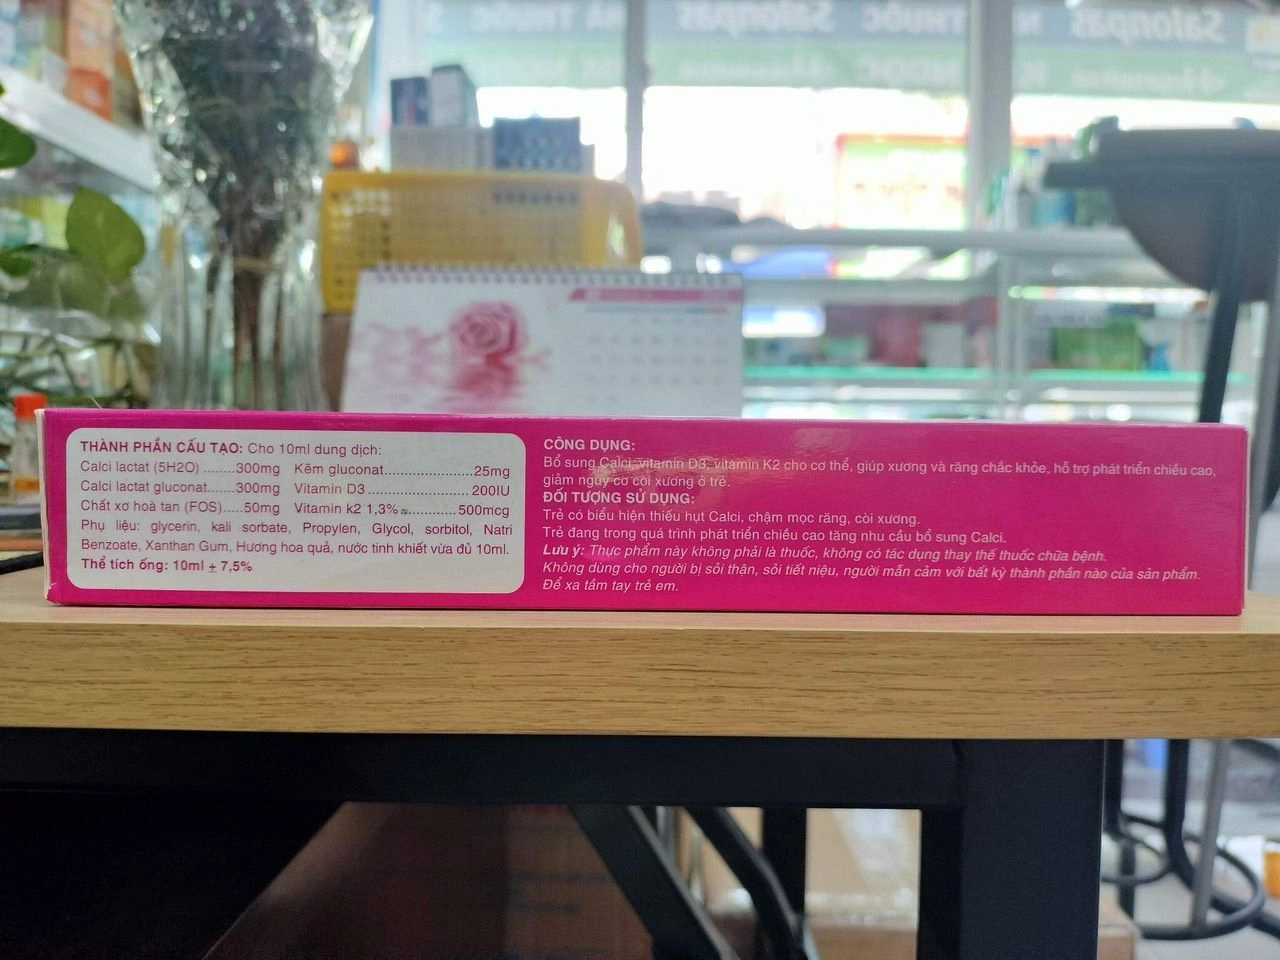 Salonpas
NHÀ THUỐC
Salonpas
THÀNH PHẦN CẤU TẠO: Cho 10ml dung dịch:
Calci lactat (5H2O) ........300mg Kẽm gluconat......................25mg
Calci lactat gluconat.......300mg Vitamin D3.........................200IU
Chất xơ hoà tan (FOS).....50mg Vitamin k2 1,3%..............500mcg
Phụ liệu: glycerin, kali sorbate, Propylen, Glycol, sorbitol, Natri
Benzoate, Xanthan Gum, Hương hoa quả, nước tinh khiết vừa đủ 10ml.
Thể tích ống: 10ml ± 7,5%
CÔNG DỤNG:
Bổ sung Calci, vitamin D3, vitamin K2 cho cơ thể, giúp xương và răng chắc khỏe, hỗ trợ phát triển chiều cao,
giảm nguy cơ còi xương ở trẻ.
ĐỐI TƯỢNG SỬ DỤNG:
Trẻ có biểu hiện thiếu hụt Calci, chậm mọc răng, còi xương.
Trẻ đang trong quá trình phát triển chiều cao tăng nhu cầu bổ sung Calci.
Lưu ý: Thực phẩm này không phải là thuốc, không có tác dụng thay thế thuốc chữa bệnh.
Không dùng cho người bị sỏi thận, sỏi tiết niệu, người mẫn cảm với bất kỳ thành phần nào của sản phẩm.
Để xa tầm tay trẻ em.